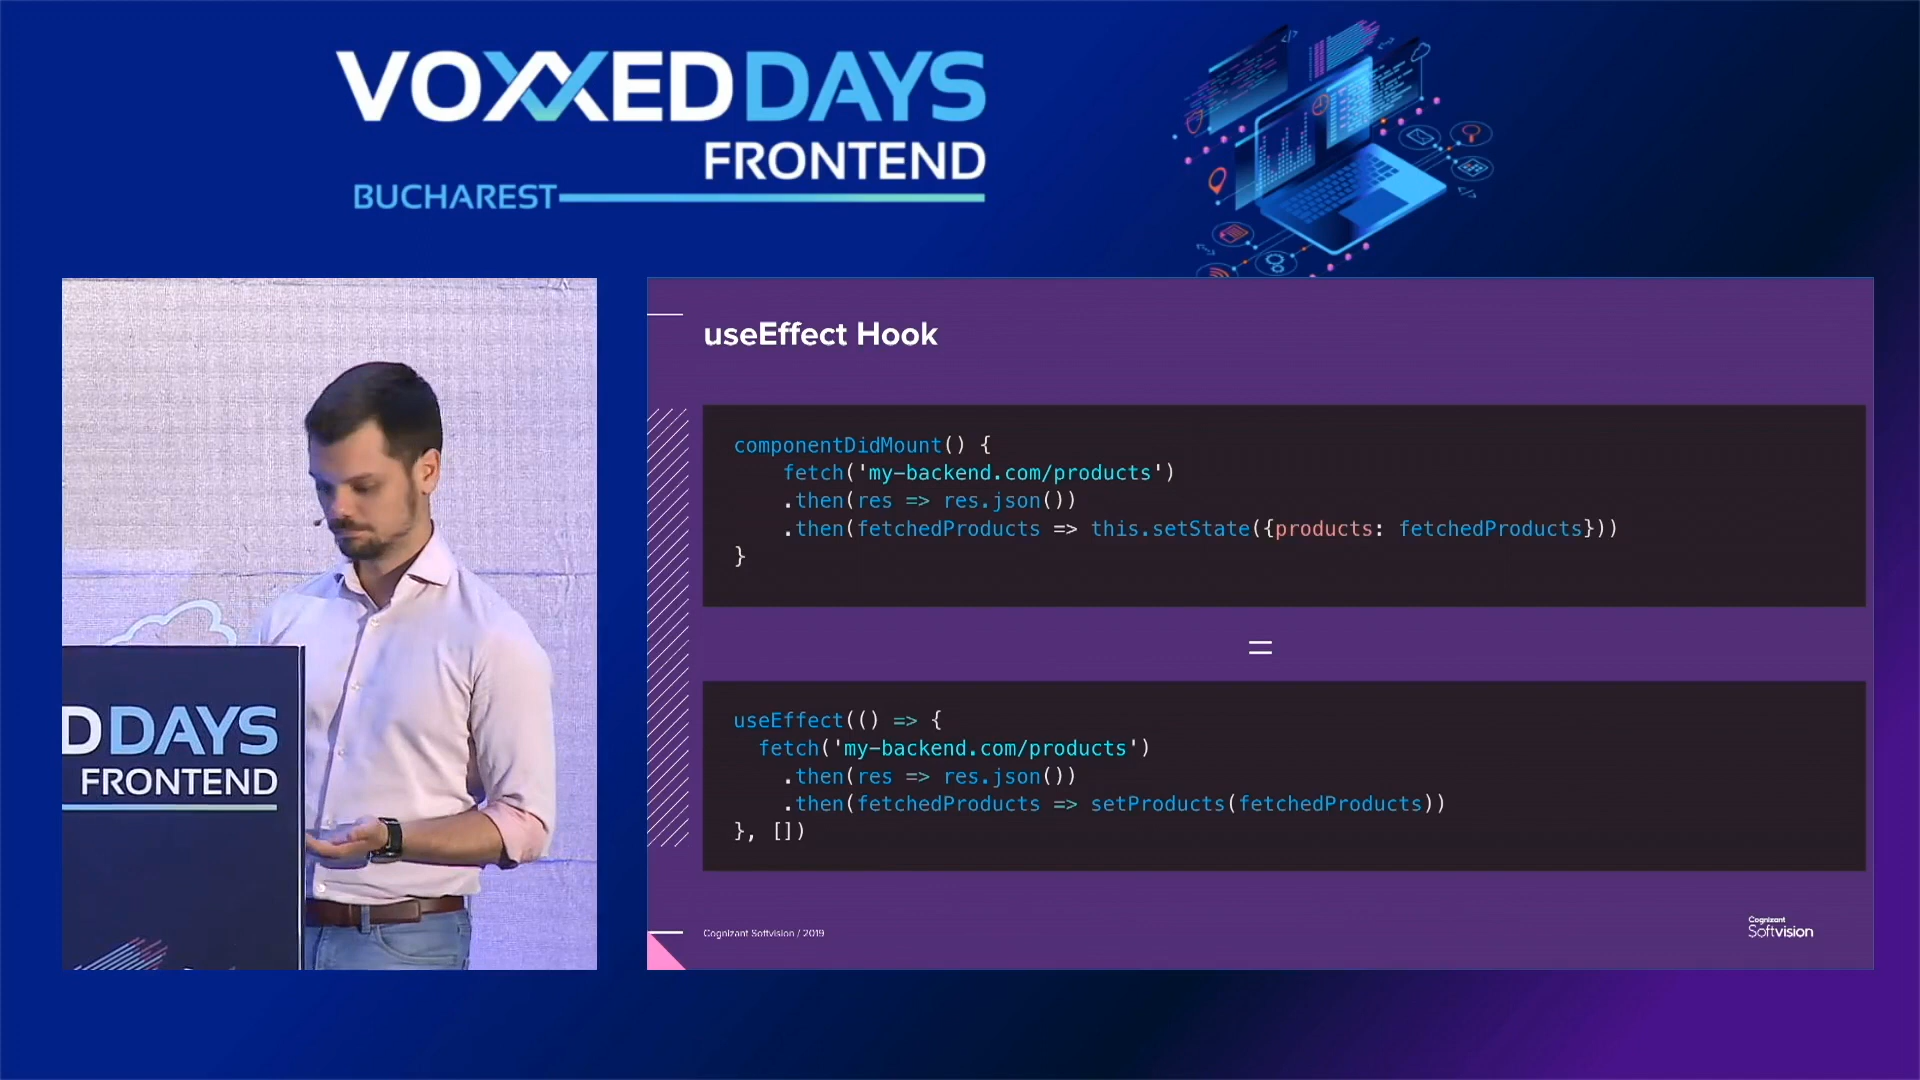 VOXXED DAYS
FRONTEND
BUCHAREST
D DAYS
FRONTEND
useEffect Hook
componentDidMount() {
    fetch('my-backend.com/products')
    .then(res => res.json())
    .then(fetchedProducts => this.setState({products: fetchedProducts}))
}
=
useEffect(() => {
  fetch('my-backend.com/products')
    .then(res => res.json())
    .then(fetchedProducts => setProducts(fetchedProducts))
}, [])
Cognizant Softvision / 2019
Cognizant
Softvision